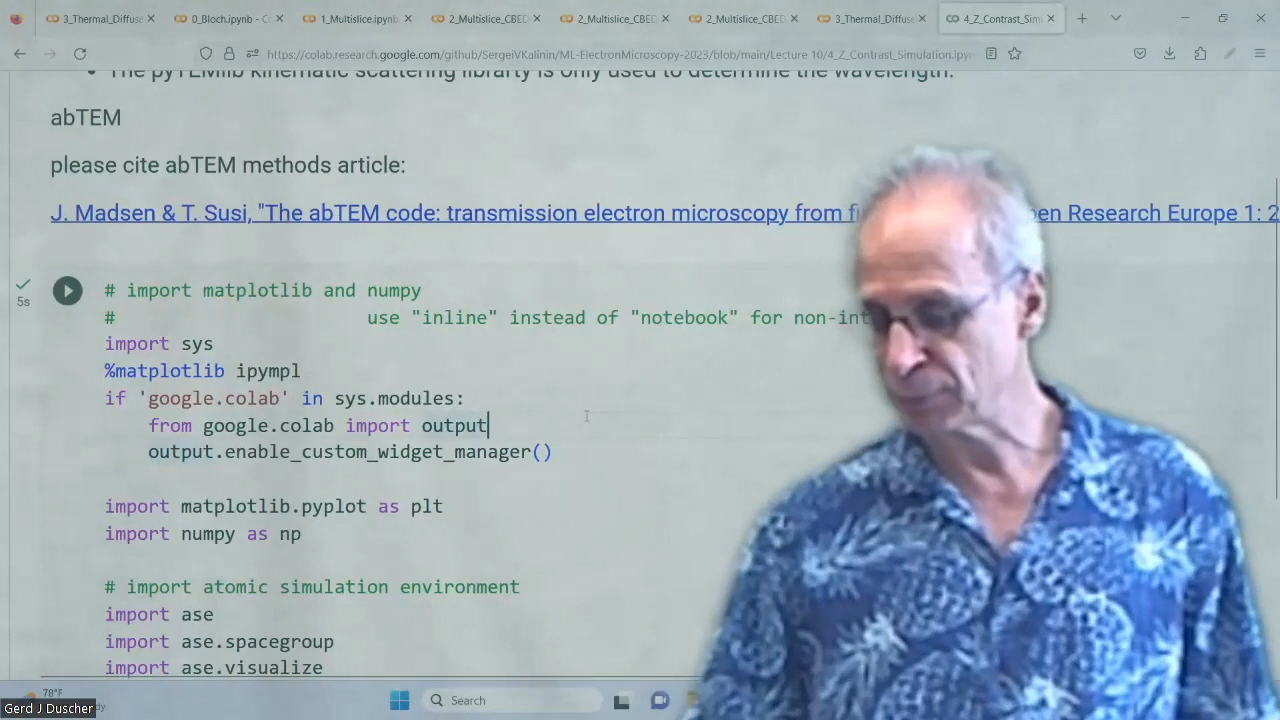 3_Thermal_Diffuse
0_Bloch.ipynb - C
1_Multislice.ipynb
2_Multislice_CBED
2_Multislice_CBED
2_Multislice_CBED
3_Thermal_Diffuse
4_Z_Contrast_Sim
https://colab.research.google.com/github/SergeiVKalinin/ML-ElectronMicroscopy-2023/blob/main/Lecture 10/4_Z_Contrast_Simulation.ipyn
• The pyTEMlib kinematic scattering librarty is only used to determine the wavelength.
abTEM
please cite abTEM methods article:
J. Madsen & T. Susi, "The abTEM code: transmission electron microscopy from fi pen Research Europe 1: 2
5s
# import matplotlib and numpy
# use "inline" instead of "notebook" for non-int
import sys
%matplotlib ipympl
if 'google.colab' in sys.modules:
from google.colab import output
output.enable_custom_widget_manager()
import matplotlib.pyplot as plt
import numpy as np
# import atomic simulation environment
import ase
import ase.spacegroup
import ase.visualize
78°F
Search
Gerd J Duscher